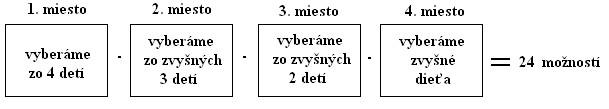 1. miesto 2. miesto 3. miesto 4. miesto
vyberáme
zo 4 detí
·
vyberáme
zo zvyšných
3 detí
·
vyberáme
zo zvyšných
2 detí
·
vyberáme
zvyšné
dieťa
= 24 možností